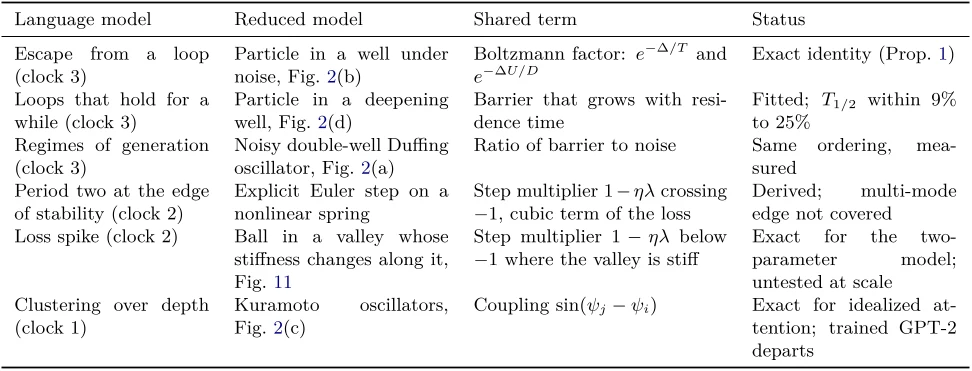 Language model Reduced model Shared term Status
Escape from a loop Particle in a well under Boltzmann factor: e^{−Δ/T} and Exact identity (Prop. 1)
(clock 3) noise, Fig. 2(b) e^{−ΔU/D}
Loops that hold for a Particle in a deepening Barrier that grows with resi- Fitted; T_{1/2} within 9%
while (clock 3) well, Fig. 2(d) dence time to 25%
Regimes of generation Noisy double-well Duffing Ratio of barrier to noise Same ordering, mea-
(clock 3) oscillator, Fig. 2(a) sured
Period two at the edge Explicit Euler step on a Step multiplier 1 − ηλ crossing Derived; multi-mode
of stability (clock 2) nonlinear spring −1, cubic term of the loss edge not covered
Loss spike (clock 2) Ball in a valley whose Step multiplier 1 − ηλ below Exact for the two-
stiffness changes along it, −1 where the valley is stiff parameter model;
Fig. 11 untested at scale
Clustering over depth Kuramoto oscillators, Coupling sin(ψ_j − ψ_i) Exact for idealized at-
(clock 1) Fig. 2(c) tention; trained GPT-2
departs